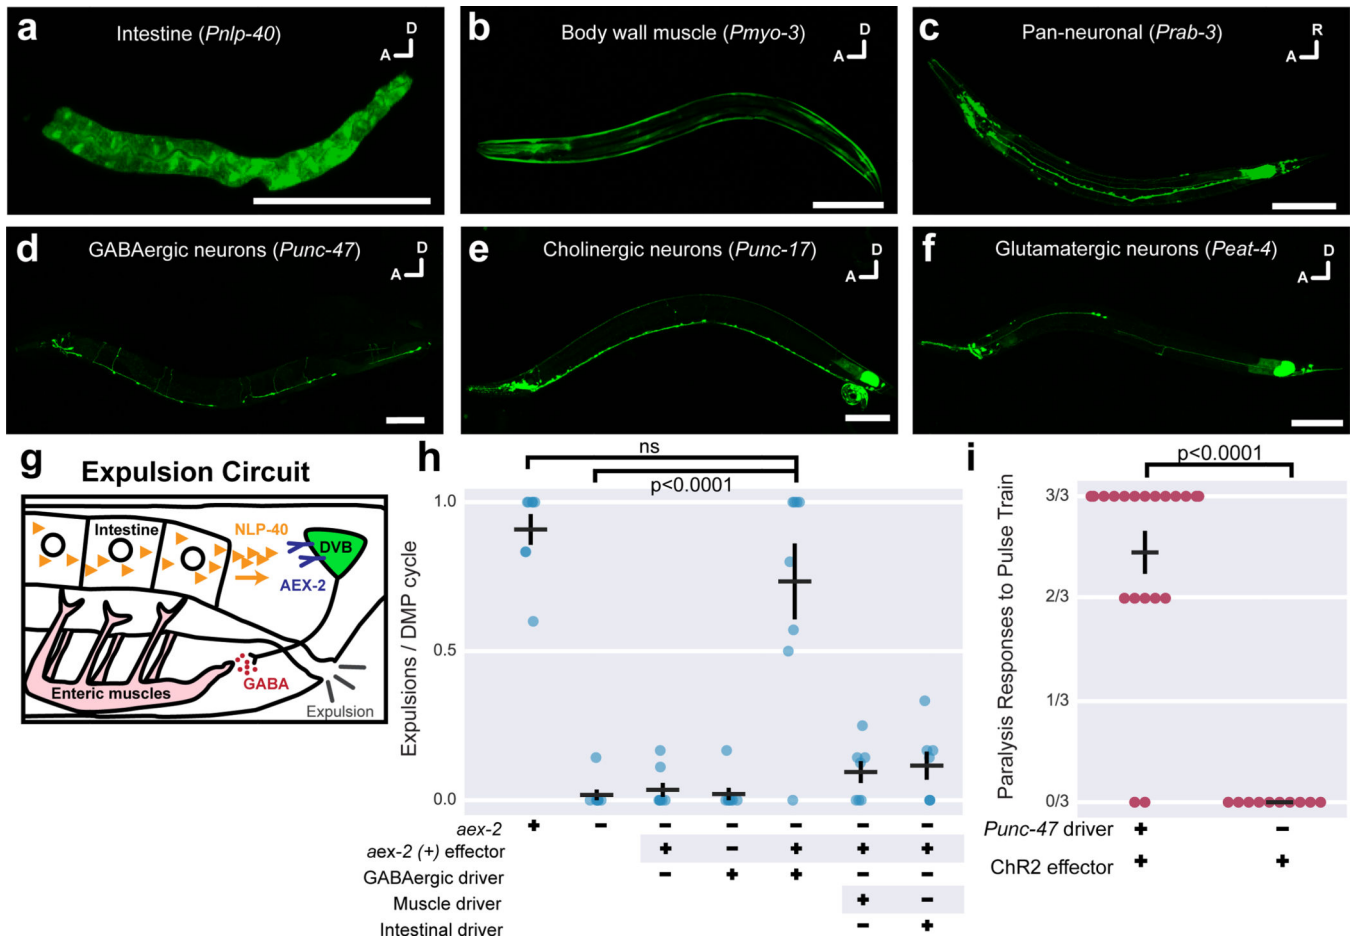 a Intestine (Pnlp-40) D A
b Body wall muscle (Pmyo-3) D A
c Pan-neuronal (Prab-3) R A
d GABAergic neurons (Punc-47) D A
e Cholinergic neurons (Punc-17) D A
f Glutamatergic neurons (Peat-4) D A
g Expulsion Circuit
Intestine
NLP-40
DVB
AEX-2
GABA
Enteric muscles
Expulsion
h
ns
p<0.0001
Expulsions / DMP cycle
1.0
0.5
0.0
aex-2 + - - - - - -
aex-2 (+) effector + - + + +
GABAergic driver - + + - -
Muscle driver + -
Intestinal driver - +
i
p<0.0001
Paralysis Responses to Pulse Train
3/3
2/3
1/3
0/3
Punc-47 driver + -
ChR2 effector + +